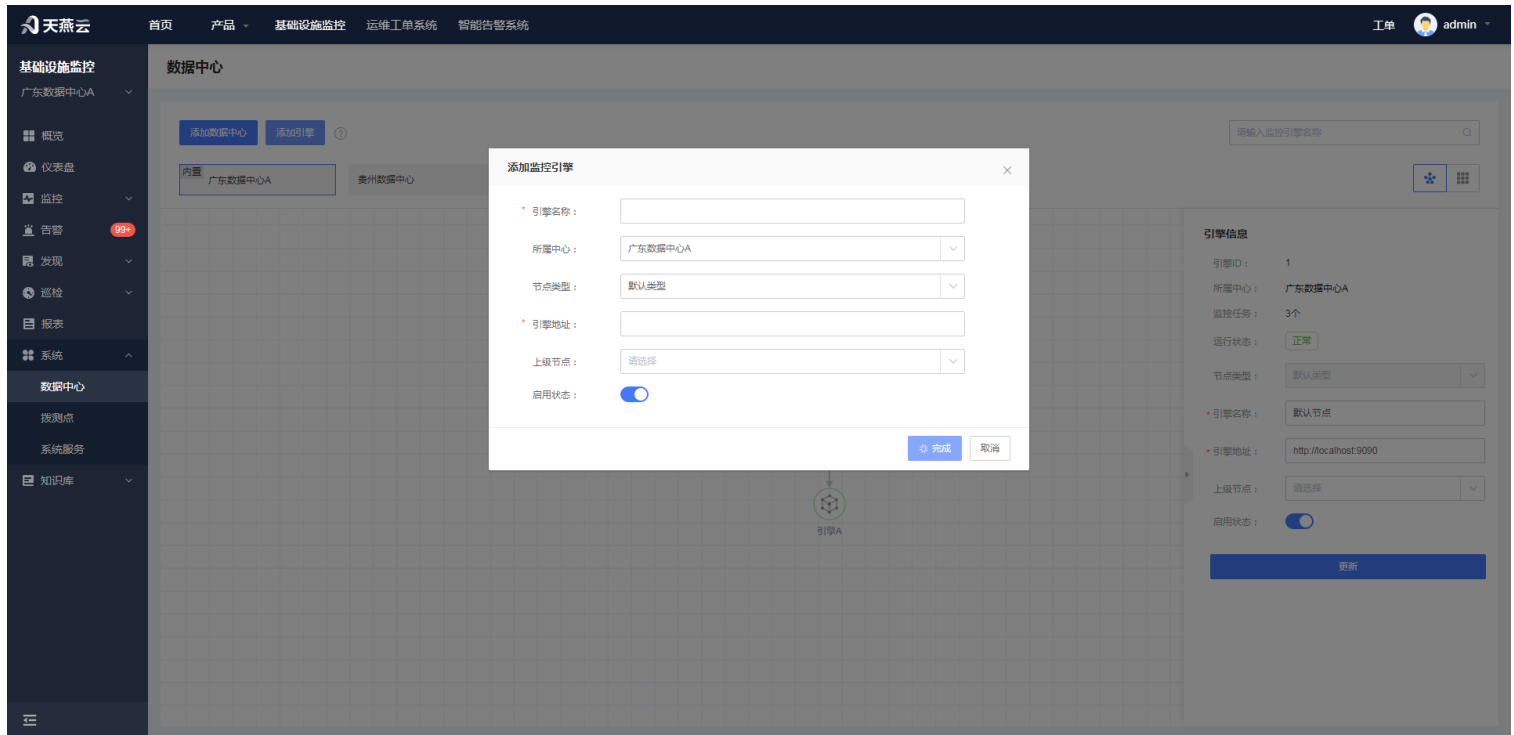 天燕云 首页 产品 基础设施监控 运维工单系统 智能告警系统 工单 admin
基础设施监控
广东数据中心A
概览
仪表盘
监控
告警 99+
发现
巡检
报表
系统
数据中心
拨测点
系统服务
知识库
数据中心
添加数据中心 添加引擎 ? 请输入监控引擎名称
内置 广东数据中心A 贵州数据中心
添加监控引擎
* 引擎名称：
所属中心： 广东数据中心A
节点类型： 默认类型
* 引擎地址：
上级节点： 请选择
启用状态：
完成 取消
引擎A
引擎信息
引擎ID： 1
所属中心： 广东数据中心A
监控任务： 3个
运行状态： 正常
节点类型： 默认类型
* 引擎名称： 默认节点
* 引擎地址： http://localhost:9090
上级节点： 请选择
启用状态：
更新